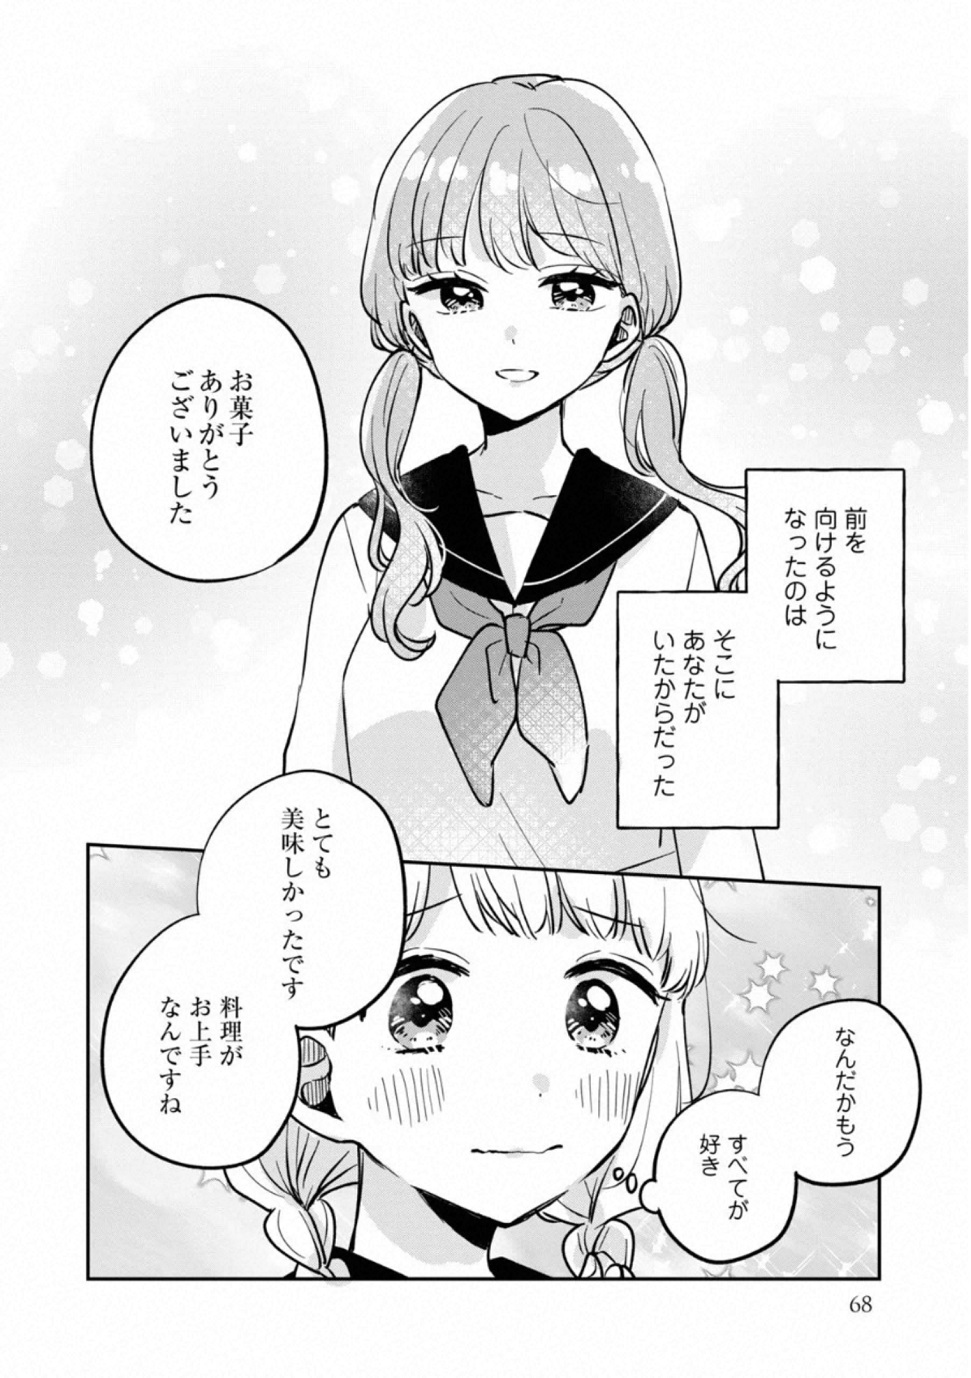 前を
向けるように
なったのは
そこに
あなたが
いたからだった
お菓子
ありがとう
ございました
とても
美味しかったです
料理が
お上手
なんですね
なんだかもう
すべてが
好き
68